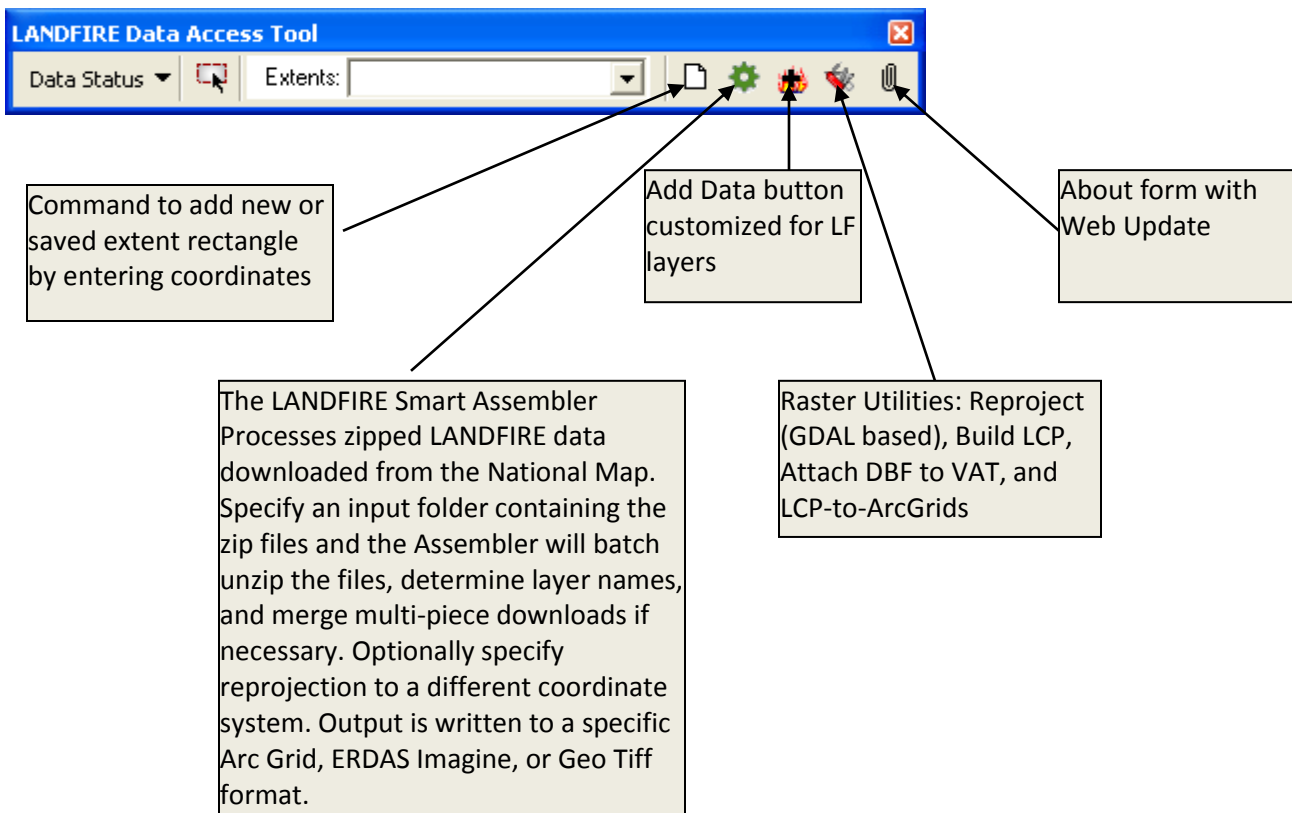 LANDFIRE Data Access Tool
Data Status
Extents:
Command to add new or
saved extent rectangle
by entering coordinates
Add Data button
customized for LF
layers
About form with
Web Update
The LANDFIRE Smart Assembler
Processes zipped LANDFIRE data
downloaded from the National Map.
Specify an input folder containing the
zip files and the Assembler will batch
unzip the files, determine layer names,
and merge multi-piece downloads if
necessary. Optionally specify
reprojection to a different coordinate
system. Output is written to a specific
Arc Grid, ERDAS Imagine, or Geo Tiff
format.
Raster Utilities: Reproject
(GDAL based), Build LCP,
Attach DBF to VAT, and
LCP-to-ArcGrids